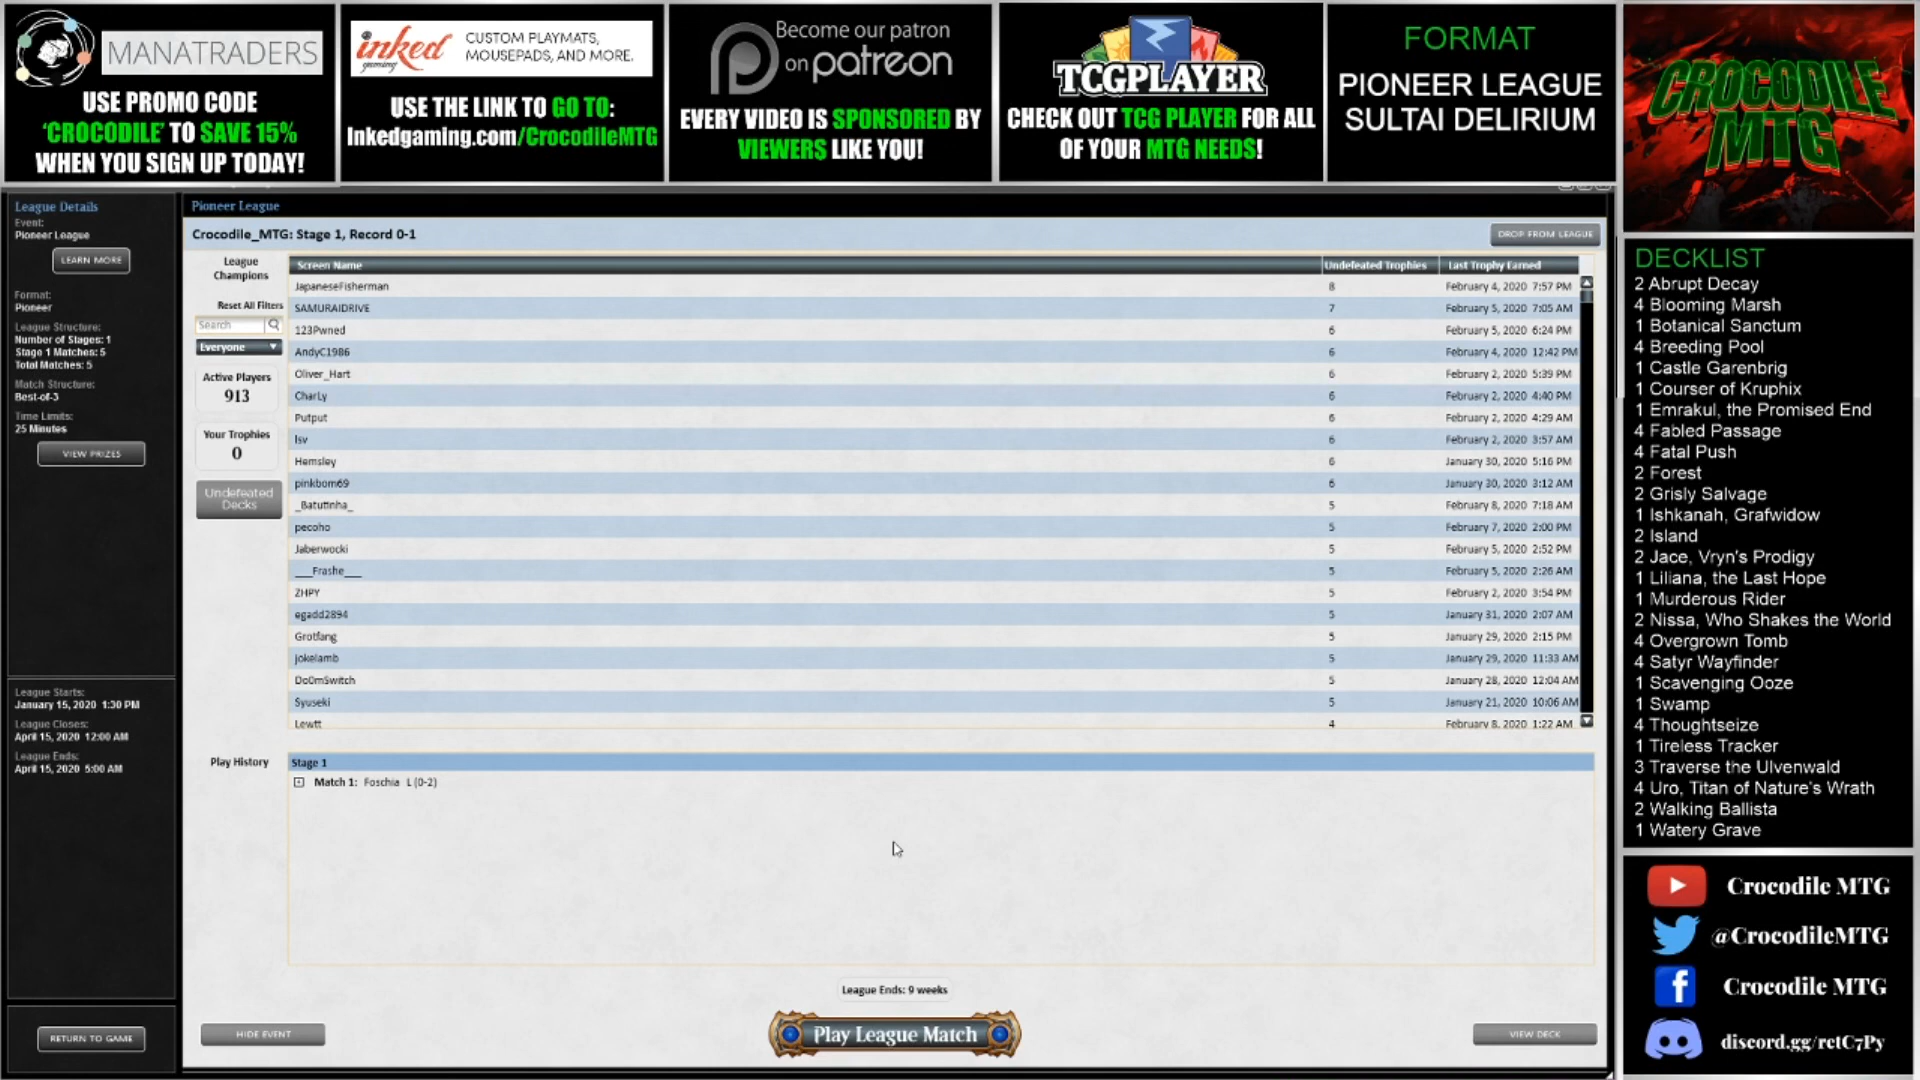 MANATRADERS
USE PROMO CODE
'CROCODILE' TO SAVE 15%
WHEN YOU SIGN UP TODAY!
inked
gaming
CUSTOM PLAYMATS,
MOUSEPADS, AND MORE.
USE THE LINK TO GO TO:
Inkedgaming.com/CrocodileMTG
Become our patron
on patreon
EVERY VIDEO IS SPONSORED BY
VIEWERS LIKE YOU!
TCGPLAYER
CHECK OUT TCG PLAYER FOR ALL
OF YOUR MTG NEEDS!
FORMAT
PIONEER LEAGUE
SULTAI DELIRIUM
CROCODILE
MTG
League Details
Event:
Pioneer League
LEARN MORE
Format:
Pioneer
League Structure:
Number of Stages: 1
Stage 1 Matches: 5
Total Matches: 5
Match Structure:
Best-of-3
Time Limits:
25 Minutes
VIEW PRIZES
League Starts:
January 15, 2020 1:30 PM
League Closes:
April 15, 2020 12:00 AM
League Ends:
April 15, 2020 5:00 AM
RETURN TO GAME
Pioneer League
Crocodile_MTG: Stage 1, Record 0-1
DROP FROM LEAGUE
League
Champions
Reset All Filters
Search
Everyone
Active Players
913
Your Trophies
0
Undefeated
Decks
Screen Name Undefeated Trophies Last Trophy Earned
JapaneseFisherman 8 February 4, 2020 7:57 PM
SAMURAIDRIVE 7 February 5, 2020 7:05 AM
123Pwned 6 February 5, 2020 6:24 PM
AndyC1986 6 February 4, 2020 12:42 PM
Oliver_Hart 6 February 2, 2020 5:39 PM
CharLy 6 February 2, 2020 4:40 PM
Putput 6 February 2, 2020 4:29 AM
lsv 6 February 2, 2020 3:57 AM
Hemsley 6 January 30, 2020 5:16 PM
pinkbom69 6 January 30, 2020 3:12 AM
_Batutinha_ 5 February 8, 2020 7:18 AM
pecoho 5 February 7, 2020 2:00 PM
Jaberwocki 5 February 5, 2020 2:52 PM
___Frashe___ 5 February 5, 2020 2:26 AM
ZHPY 5 February 2, 2020 3:54 PM
egadd2894 5 January 31, 2020 2:07 AM
Grotfang 5 January 29, 2020 2:15 PM
jokelamb 5 January 29, 2020 11:33 AM
Do0mSwitch 5 January 28, 2020 12:04 AM
Syuseki 5 January 21, 2020 10:06 AM
Lewtt 4 February 8, 2020 1:22 AM
Play History
Stage 1
Match 1: Foschia L (0-2)
League Ends: 9 weeks
HIDE EVENT
Play League Match
VIEW DECK
DECKLIST
2 Abrupt Decay
4 Blooming Marsh
1 Botanical Sanctum
4 Breeding Pool
1 Castle Garenbrig
1 Courser of Kruphix
1 Emrakul, the Promised End
4 Fabled Passage
4 Fatal Push
2 Forest
2 Grisly Salvage
1 Ishkanah, Grafwidow
2 Island
2 Jace, Vryn's Prodigy
1 Liliana, the Last Hope
1 Murderous Rider
2 Nissa, Who Shakes the World
4 Overgrown Tomb
4 Satyr Wayfinder
1 Scavenging Ooze
1 Swamp
4 Thoughtseize
1 Tireless Tracker
3 Traverse the Ulvenwald
4 Uro, Titan of Nature's Wrath
2 Walking Ballista
1 Watery Grave
Crocodile MTG
@CrocodileMTG
Crocodile MTG
discord.gg/retC7Py